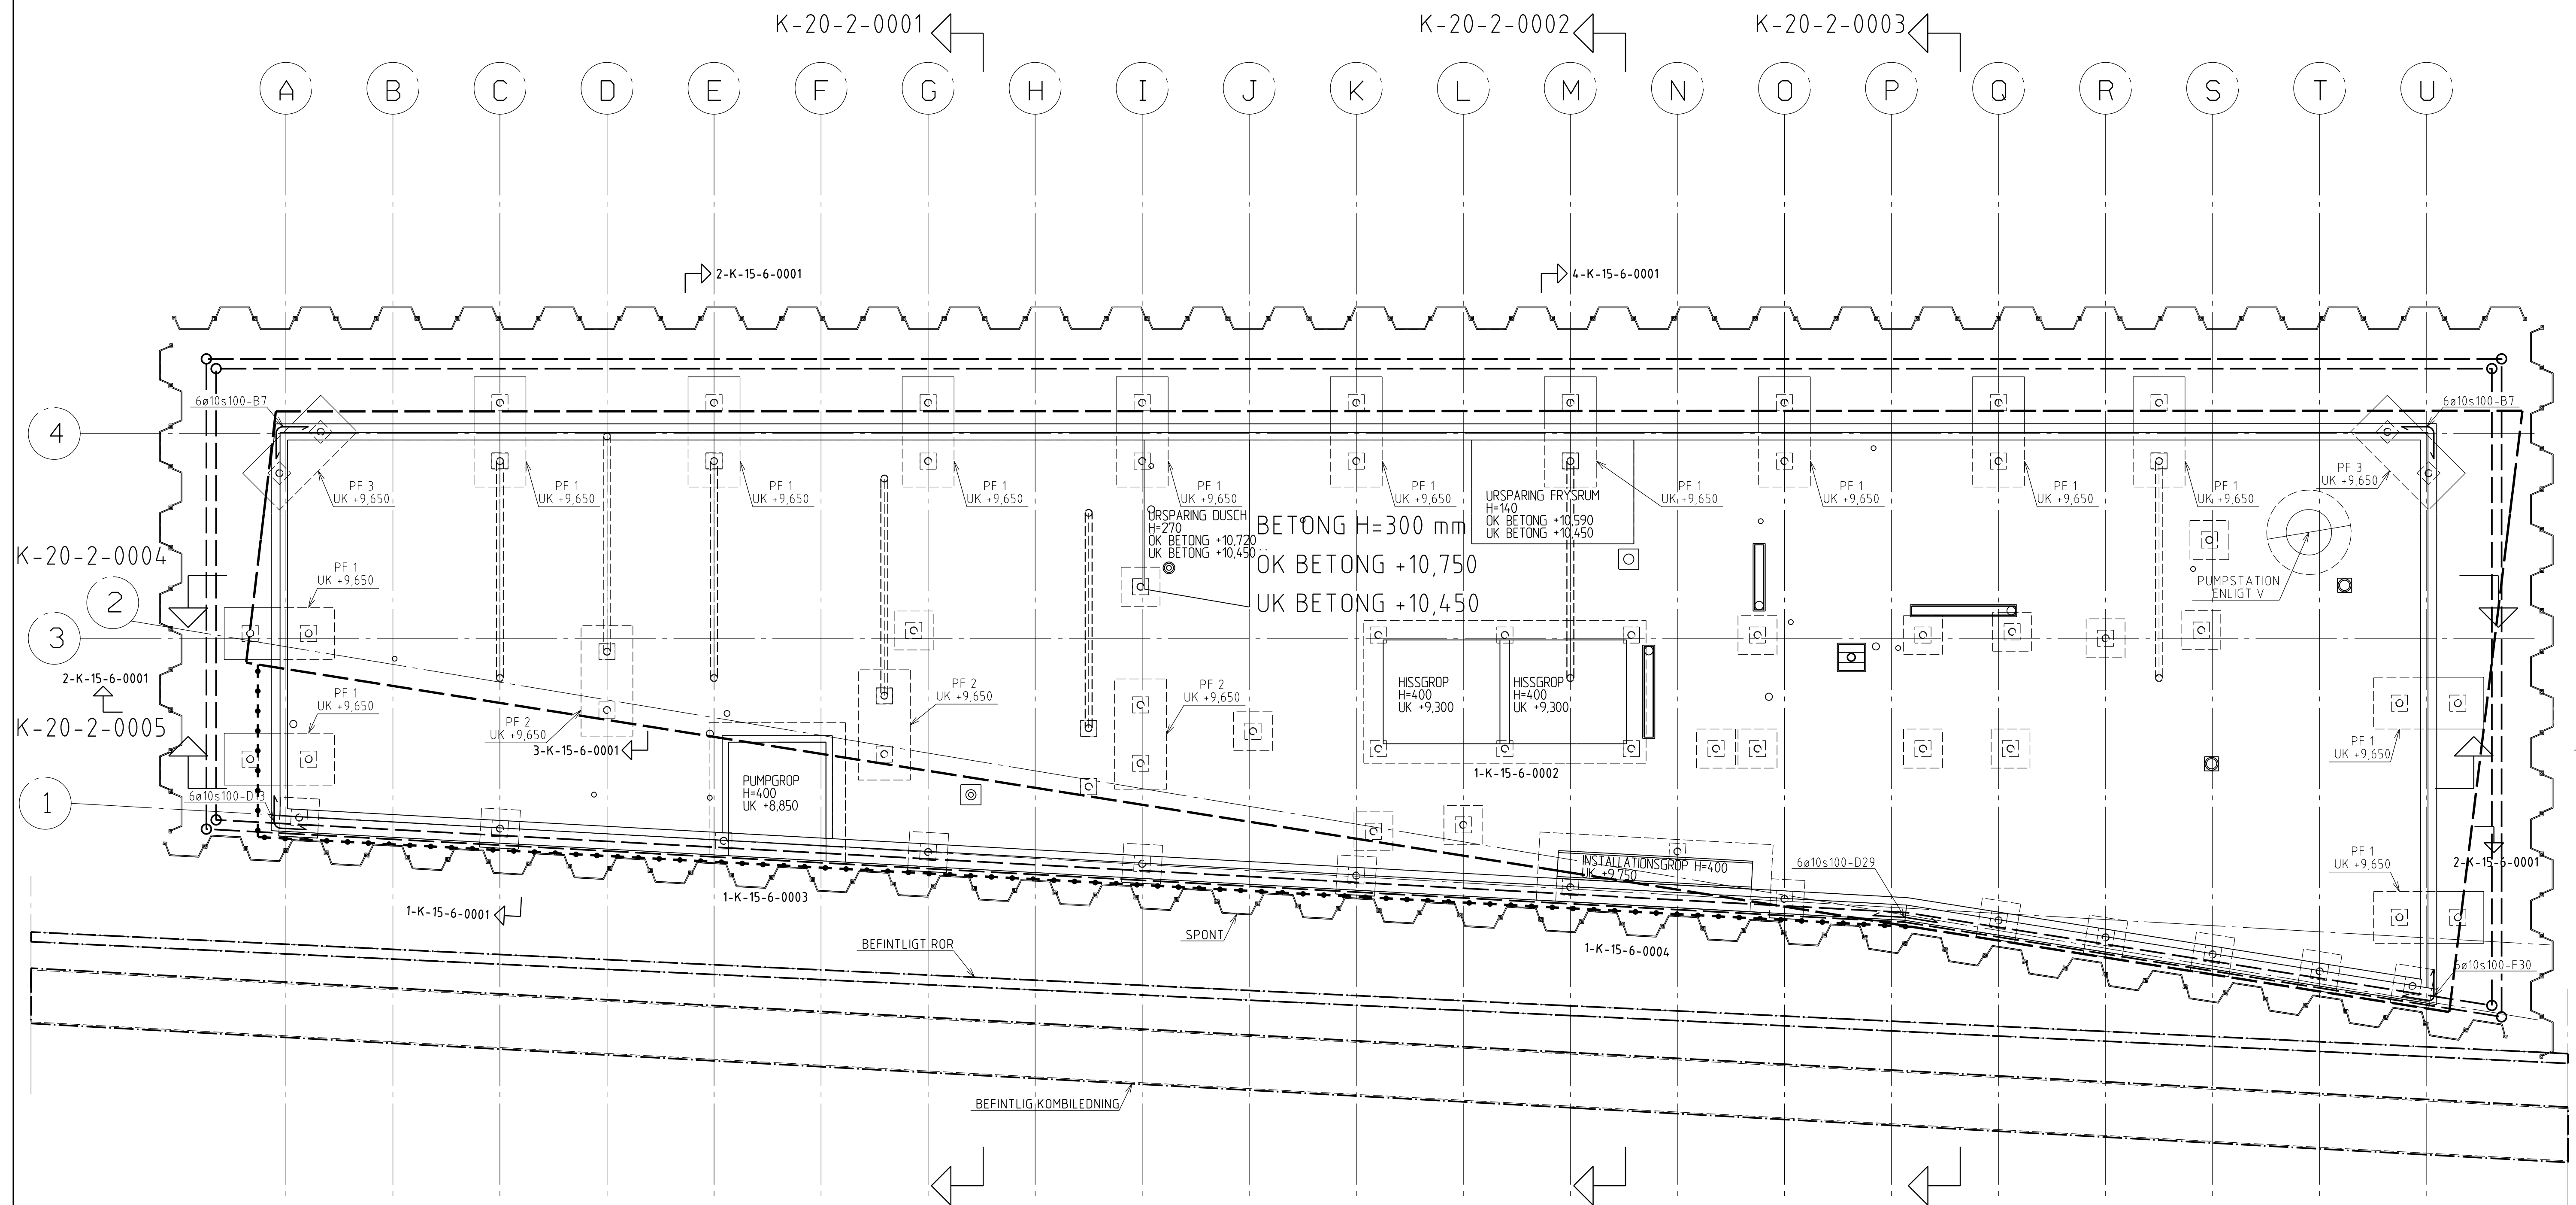 K-20-2-0001
K-20-2-0002
K-20-2-0003
A
B
C
D
E
F
G
H
I
J
K
L
M
N
O
P
Q
R
S
T
U
2-K-15-6-0001
4-K-15-6-0001
6ø10s100-B7
6ø10s100-B7
4
PF 3
UK +9,650
PF 1
UK +9,650
PF 1
UK +9,650
PF 1
UK +9,650
PF 1
UK +9,650
PF 1
UK +9,650
PF 1
UK +9,650
PF 1
UK +9,650
PF 1
UK +9,650
PF 1
UK +9,650
PF 3
UK +9,650
URSPARING DUSCH
H=270
OK BETONG +10,720
UK BETONG +10,450
BETONG H=300 mm
OK BETONG +10,750
UK BETONG +10,450
URSPARING FRYSRUM
H=140
OK BETONG +10,590
UK BETONG +10,450
K-20-2-0004
PF 1
UK +9,650
PUMPSTATION
ENLIGT V
2
3
2-K-15-6-0001
PF 1
UK +9,650
K-20-2-0005
PF 2
UK +9,650
3-K-15-6-0001
PF 2
UK +9,650
PF 2
UK +9,650
HISSGROP
H=400
UK +9,300
HISSGROP
H=400
UK +9,300
1-K-15-6-0002
PF 1
UK +9,650
PUMPGROP
H=400
UK +8,850
1
6ø10s100-D13
INSTALLATIONSGROP H=400
UK +9,750
6ø10s100-D29
PF 1
UK +9,650
2-K-15-6-0001
1-K-15-6-0003
1-K-15-6-0001
SPONT
BEFINTLIGT RÖR
1-K-15-6-0004
6ø10s100-F30
BEFINTLIG KOMBILEDNING